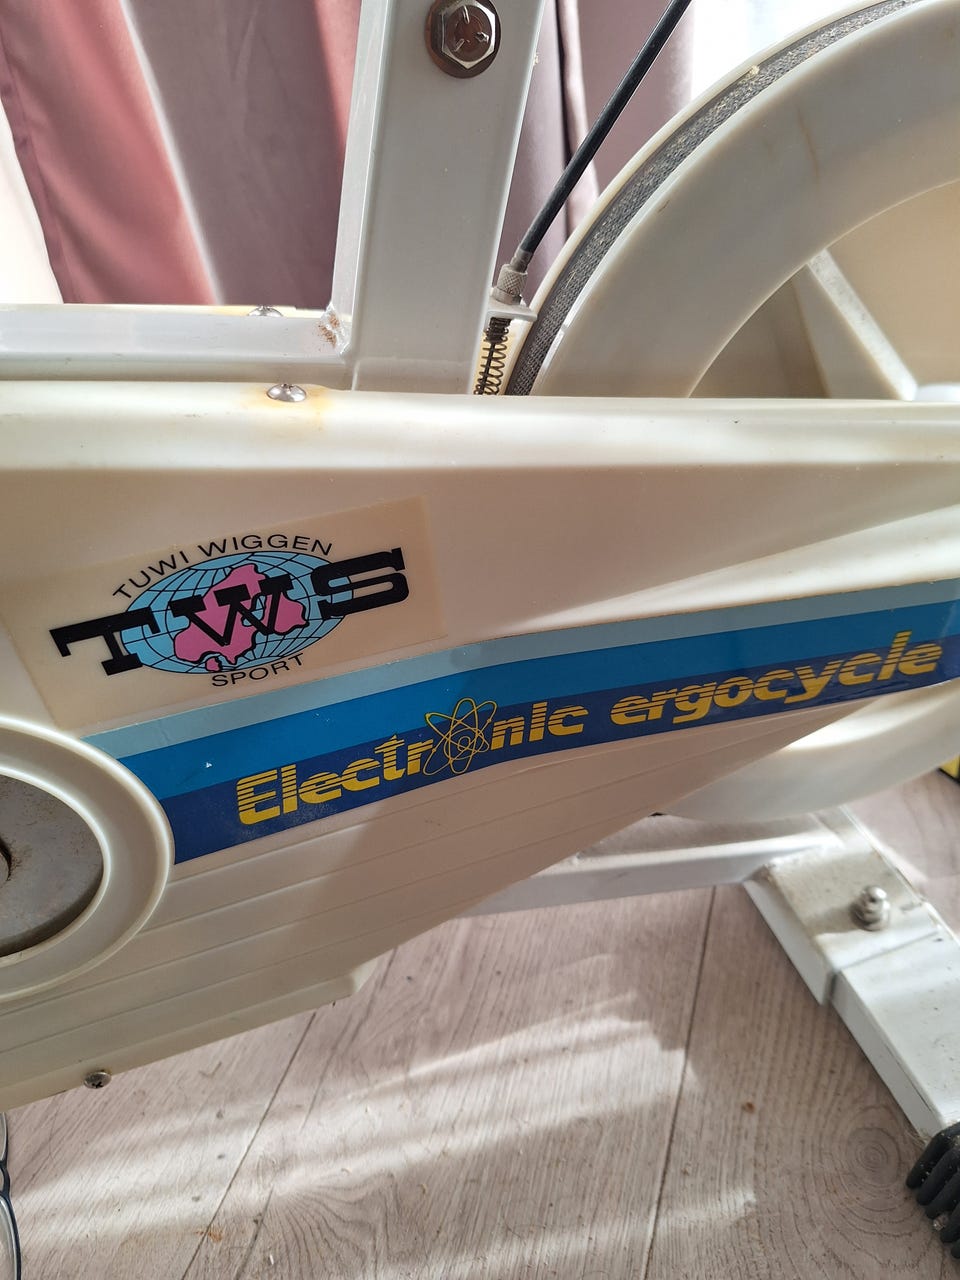 TUWI WIGGEN
TWS
SPORT
Electronic ergocycle